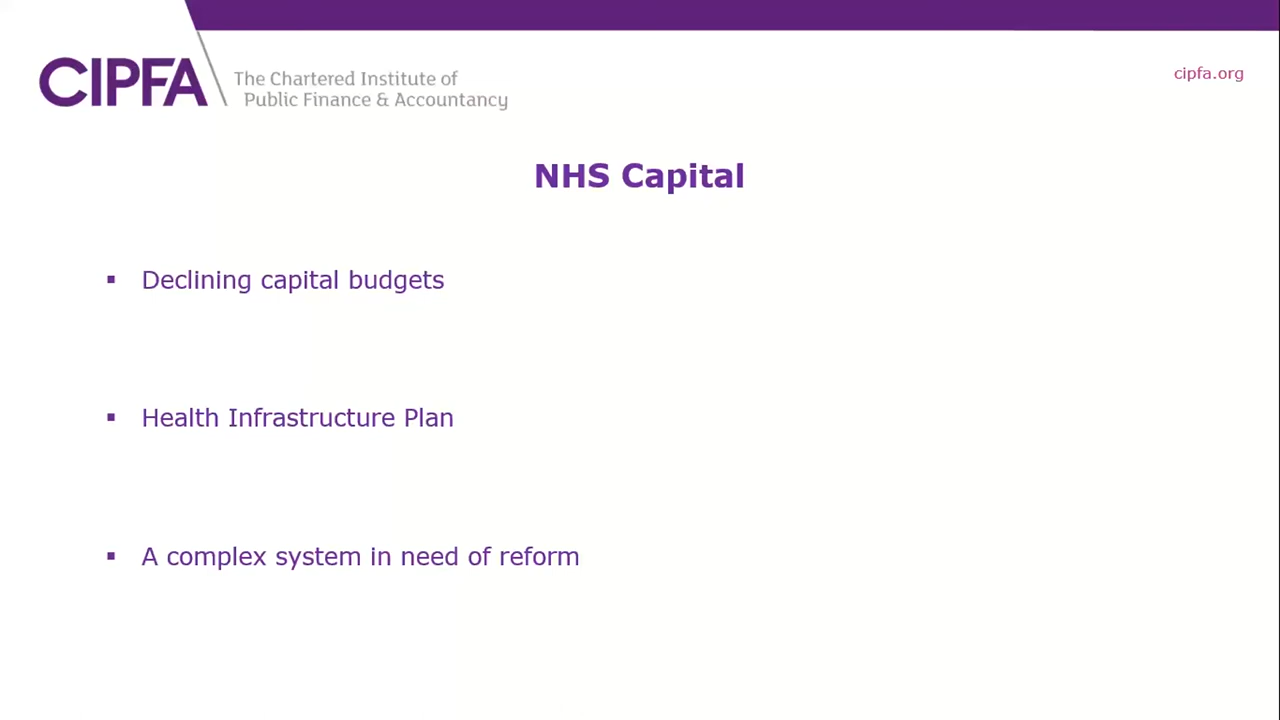 CIPFA
The Chartered Institute of
Public Finance & Accountancy
cipfa.org
NHS Capital
▪ Declining capital budgets
▪ Health Infrastructure Plan
▪ A complex system in need of reform